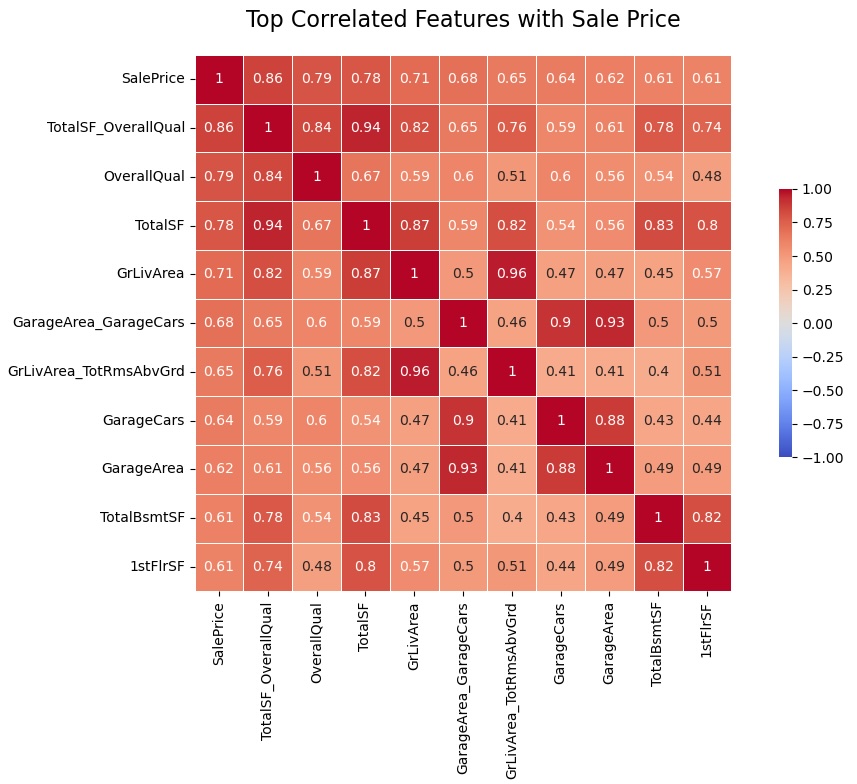 Top Correlated Features with Sale Price
SalePrice 1 0.86 0.79 0.78 0.71 0.68 0.65 0.64 0.62 0.61 0.61
TotalSF_OverallQual 0.86 1 0.84 0.94 0.82 0.65 0.76 0.59 0.61 0.78 0.74
OverallQual 0.79 0.84 1 0.67 0.59 0.6 0.51 0.6 0.56 0.54 0.48
TotalSF 0.78 0.94 0.67 1 0.87 0.59 0.82 0.54 0.56 0.83 0.8
GrLivArea 0.71 0.82 0.59 0.87 1 0.5 0.96 0.47 0.47 0.45 0.57
GarageArea_GarageCars 0.68 0.65 0.6 0.59 0.5 1 0.46 0.9 0.93 0.5 0.5
GrLivArea_TotRmsAbvGrd 0.65 0.76 0.51 0.82 0.96 0.46 1 0.41 0.41 0.4 0.51
GarageCars 0.64 0.59 0.6 0.54 0.47 0.9 0.41 1 0.88 0.43 0.44
GarageArea 0.62 0.61 0.56 0.56 0.47 0.93 0.41 0.88 1 0.49 0.49
TotalBsmtSF 0.61 0.78 0.54 0.83 0.45 0.5 0.4 0.43 0.49 1 0.82
1stFlrSF 0.61 0.74 0.48 0.8 0.57 0.5 0.51 0.44 0.49 0.82 1
SalePrice
TotalSF_OverallQual
OverallQual
TotalSF
GrLivArea
GarageArea_GarageCars
GrLivArea_TotRmsAbvGrd
GarageCars
GarageArea
TotalBsmtSF
1stFlrSF
1.00
0.75
0.50
0.25
0.00
−0.25
−0.50
−0.75
−1.00